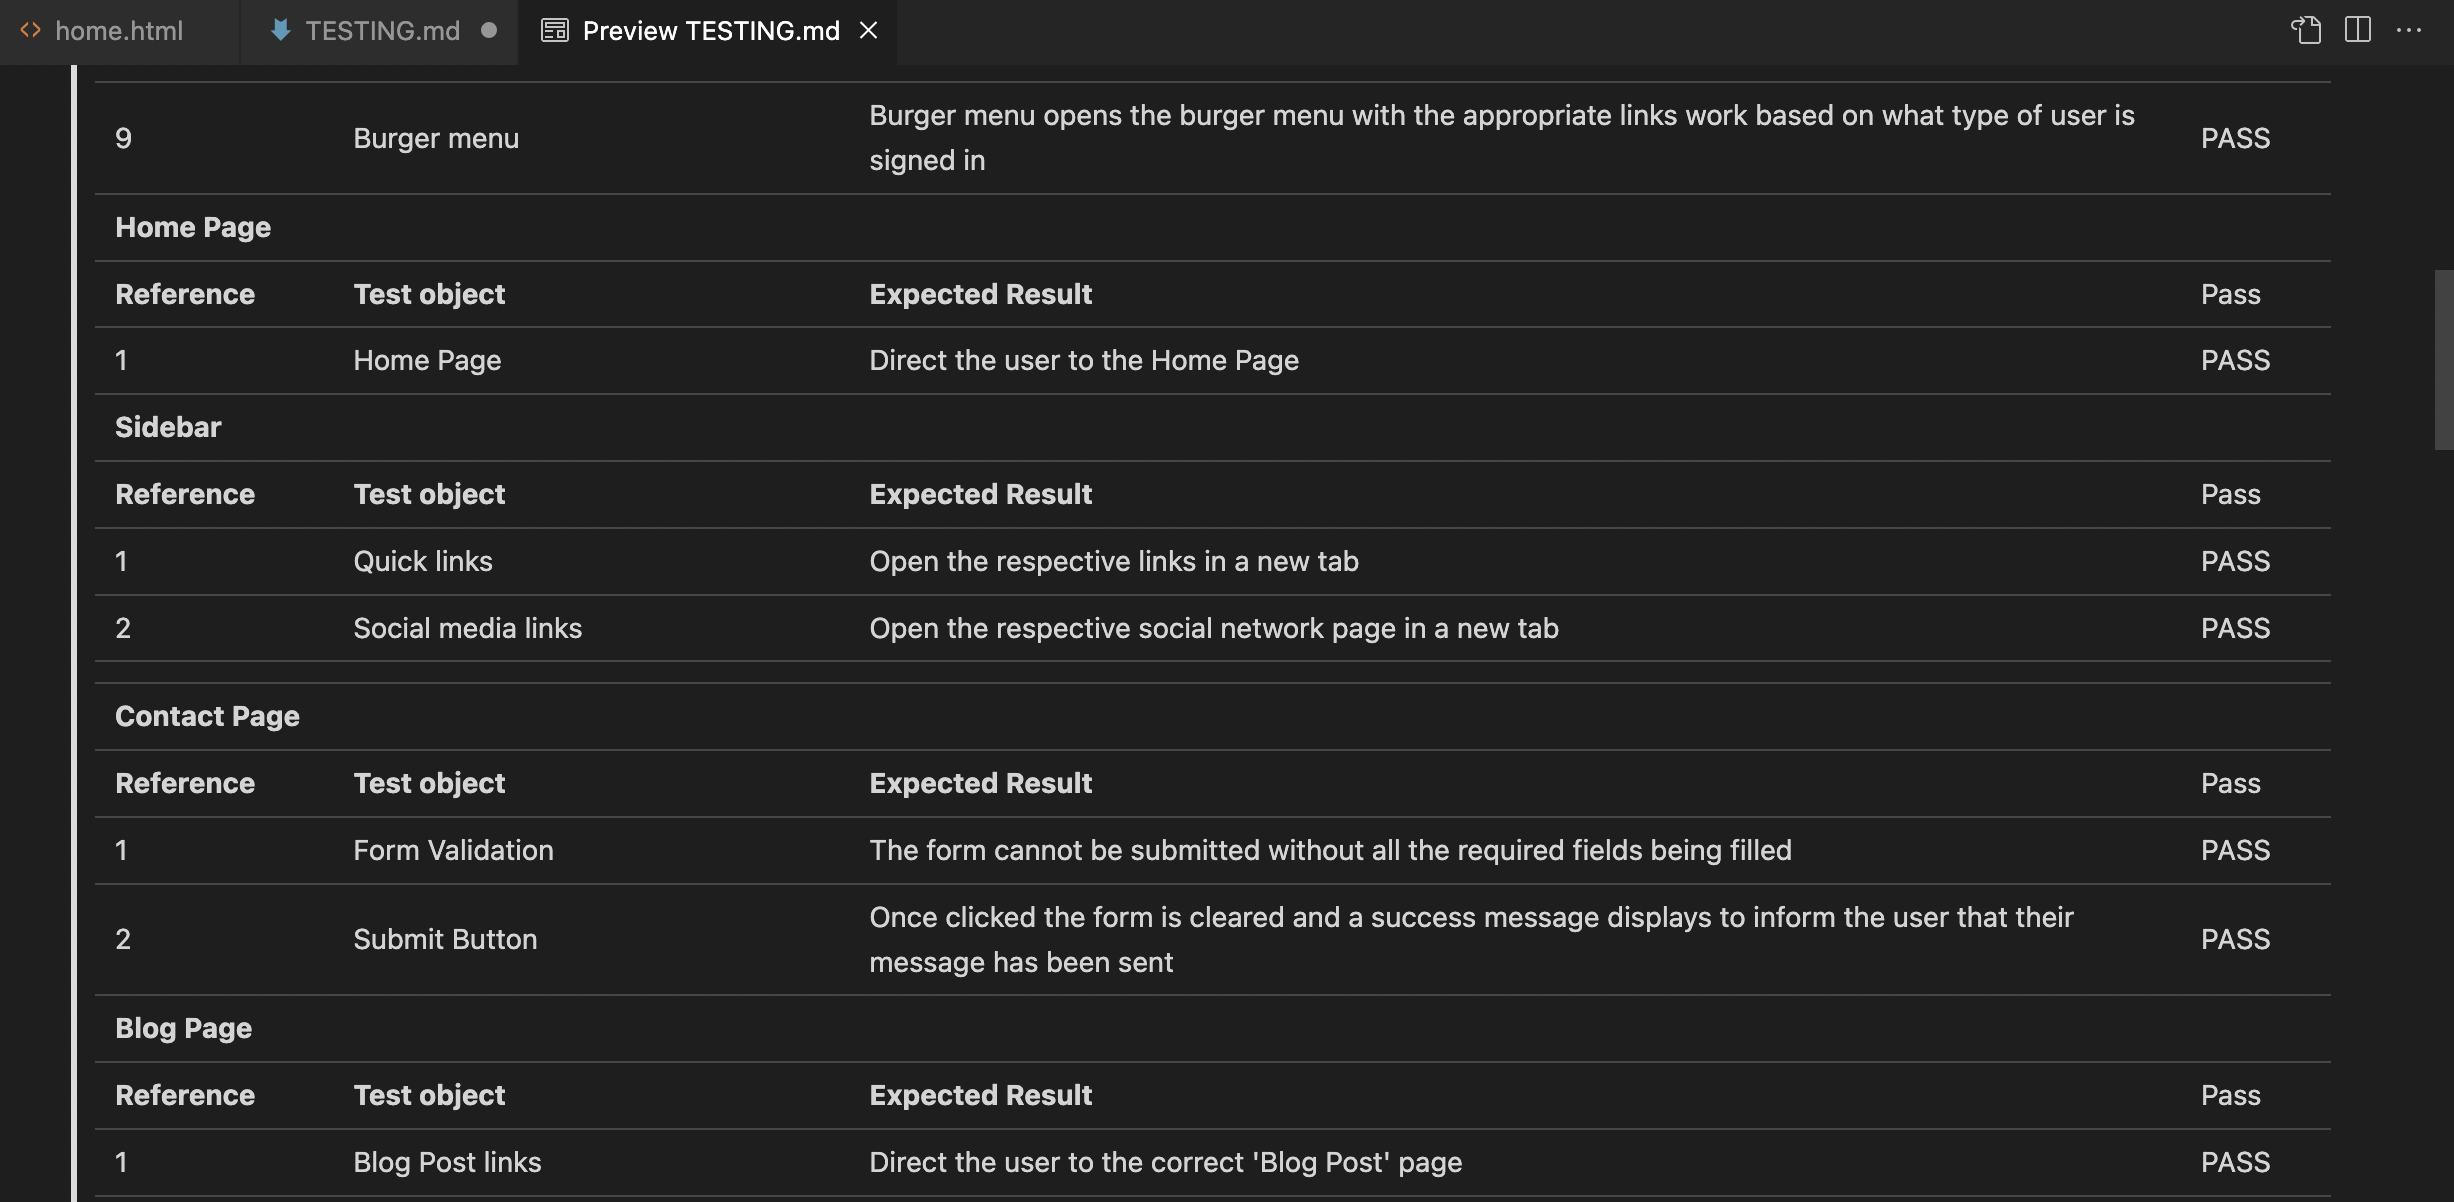 home.html TESTING.md Preview TESTING.md
9 Burger menu Burger menu opens the burger menu with the appropriate links work based on what type of user is signed in PASS
Home Page
Reference Test object Expected Result Pass
1 Home Page Direct the user to the Home Page PASS
Sidebar
Reference Test object Expected Result Pass
1 Quick links Open the respective links in a new tab PASS
2 Social media links Open the respective social network page in a new tab PASS
Contact Page
Reference Test object Expected Result Pass
1 Form Validation The form cannot be submitted without all the required fields being filled PASS
2 Submit Button Once clicked the form is cleared and a success message displays to inform the user that their message has been sent PASS
Blog Page
Reference Test object Expected Result Pass
1 Blog Post links Direct the user to the correct 'Blog Post' page PASS